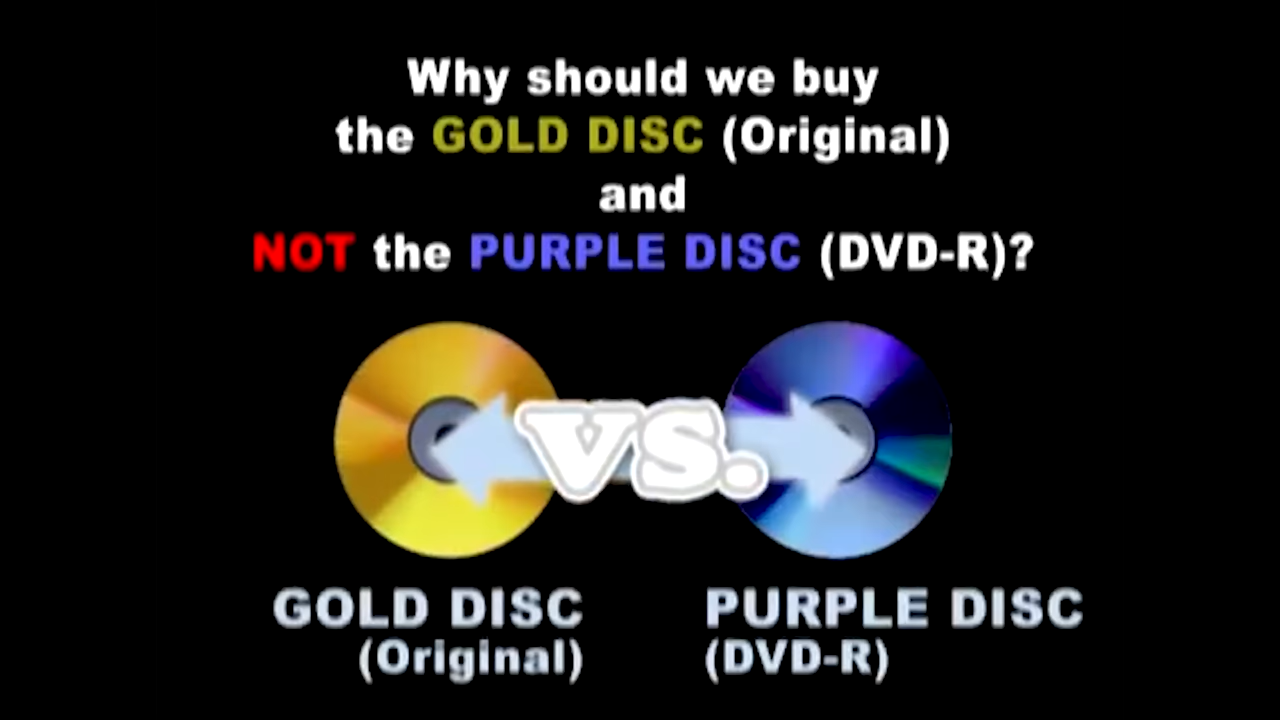 Why should we buy
the GOLD DISC (Original)
and
NOT the PURPLE DISC (DVD-R)?
VS.
GOLD DISC
(Original)
PURPLE DISC
(DVD-R)